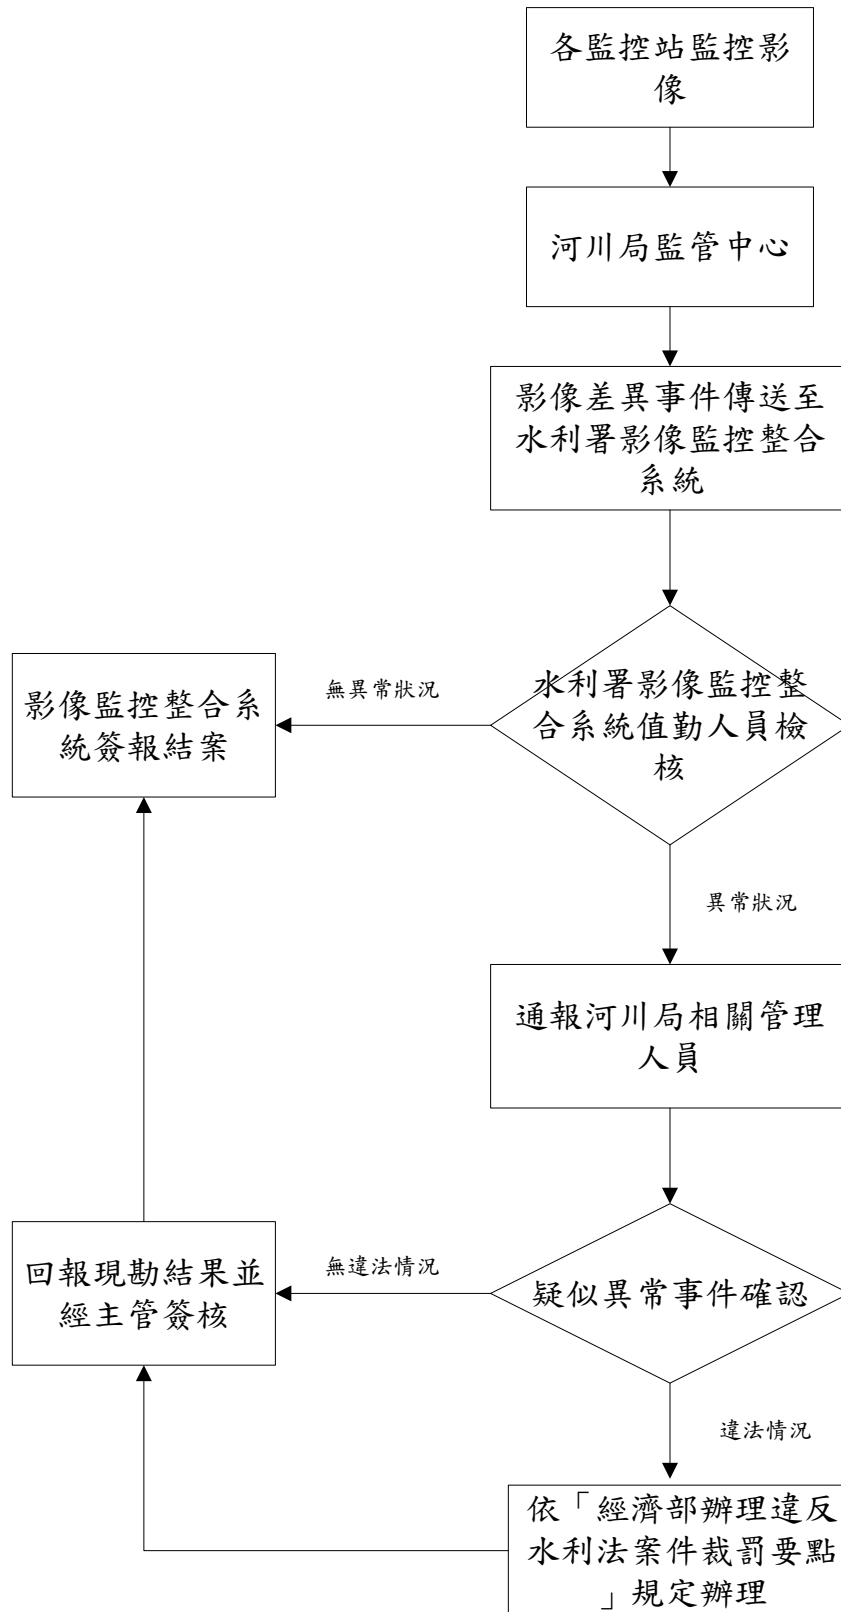 各監控站監控影
像
河川局監管中心
影像差異事件傳送至
水利署影像監控整合
系統
水利署影像監控整
合系統值勤人員檢
核
無異常狀況
影像監控整合系
統簽報結案
異常狀況
通報河川局相關管理
人員
疑似異常事件確認
無違法情況
回報現勘結果並
經主管簽核
違法情況
依「經濟部辦理違反
水利法案件裁罰要點
」規定辦理